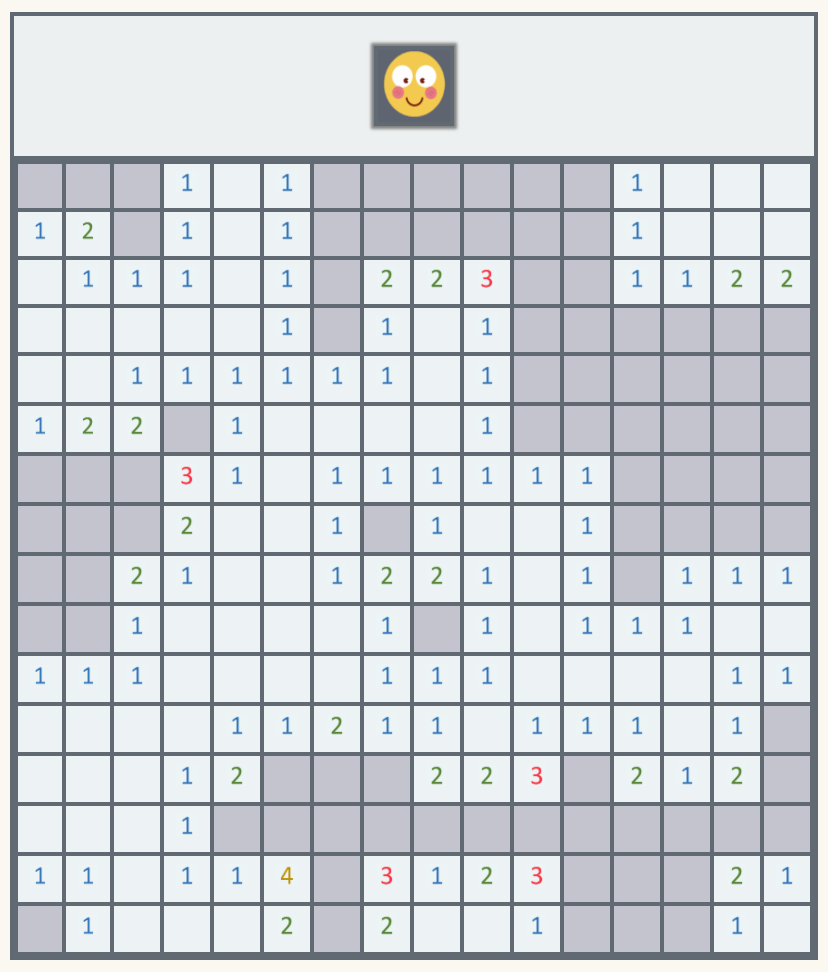 1 1 1
1 2 1 1 1
1 1 1 1 2 2 3 1 1 2 2
1 1 1
1 1 1 1 1 1 1
1 2 2 1 1
3 1 1 1 1 1 1 1
2 1 1 1
2 1 1 2 2 1 1 1 1 1
1 1 1 1 1 1
1 1 1 1 1 1 1 1
1 1 2 1 1 1 1 1 1
1 2 2 2 3 2 1 2
1
1 1 1 1 4 3 1 2 3 2 1
1 2 2 1 1